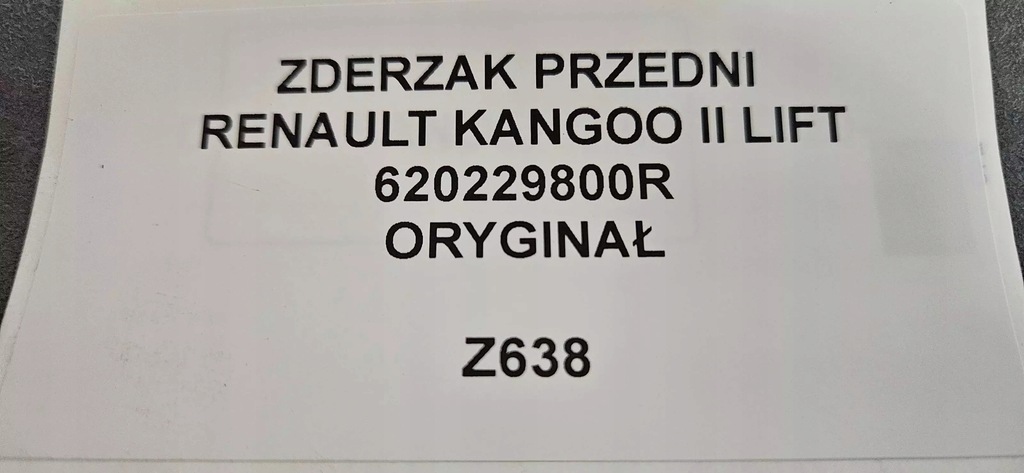 ZDERZAK PRZEDNI
RENAULT KANGOO II LIFT
620229800R
ORYGINAŁ
Z638